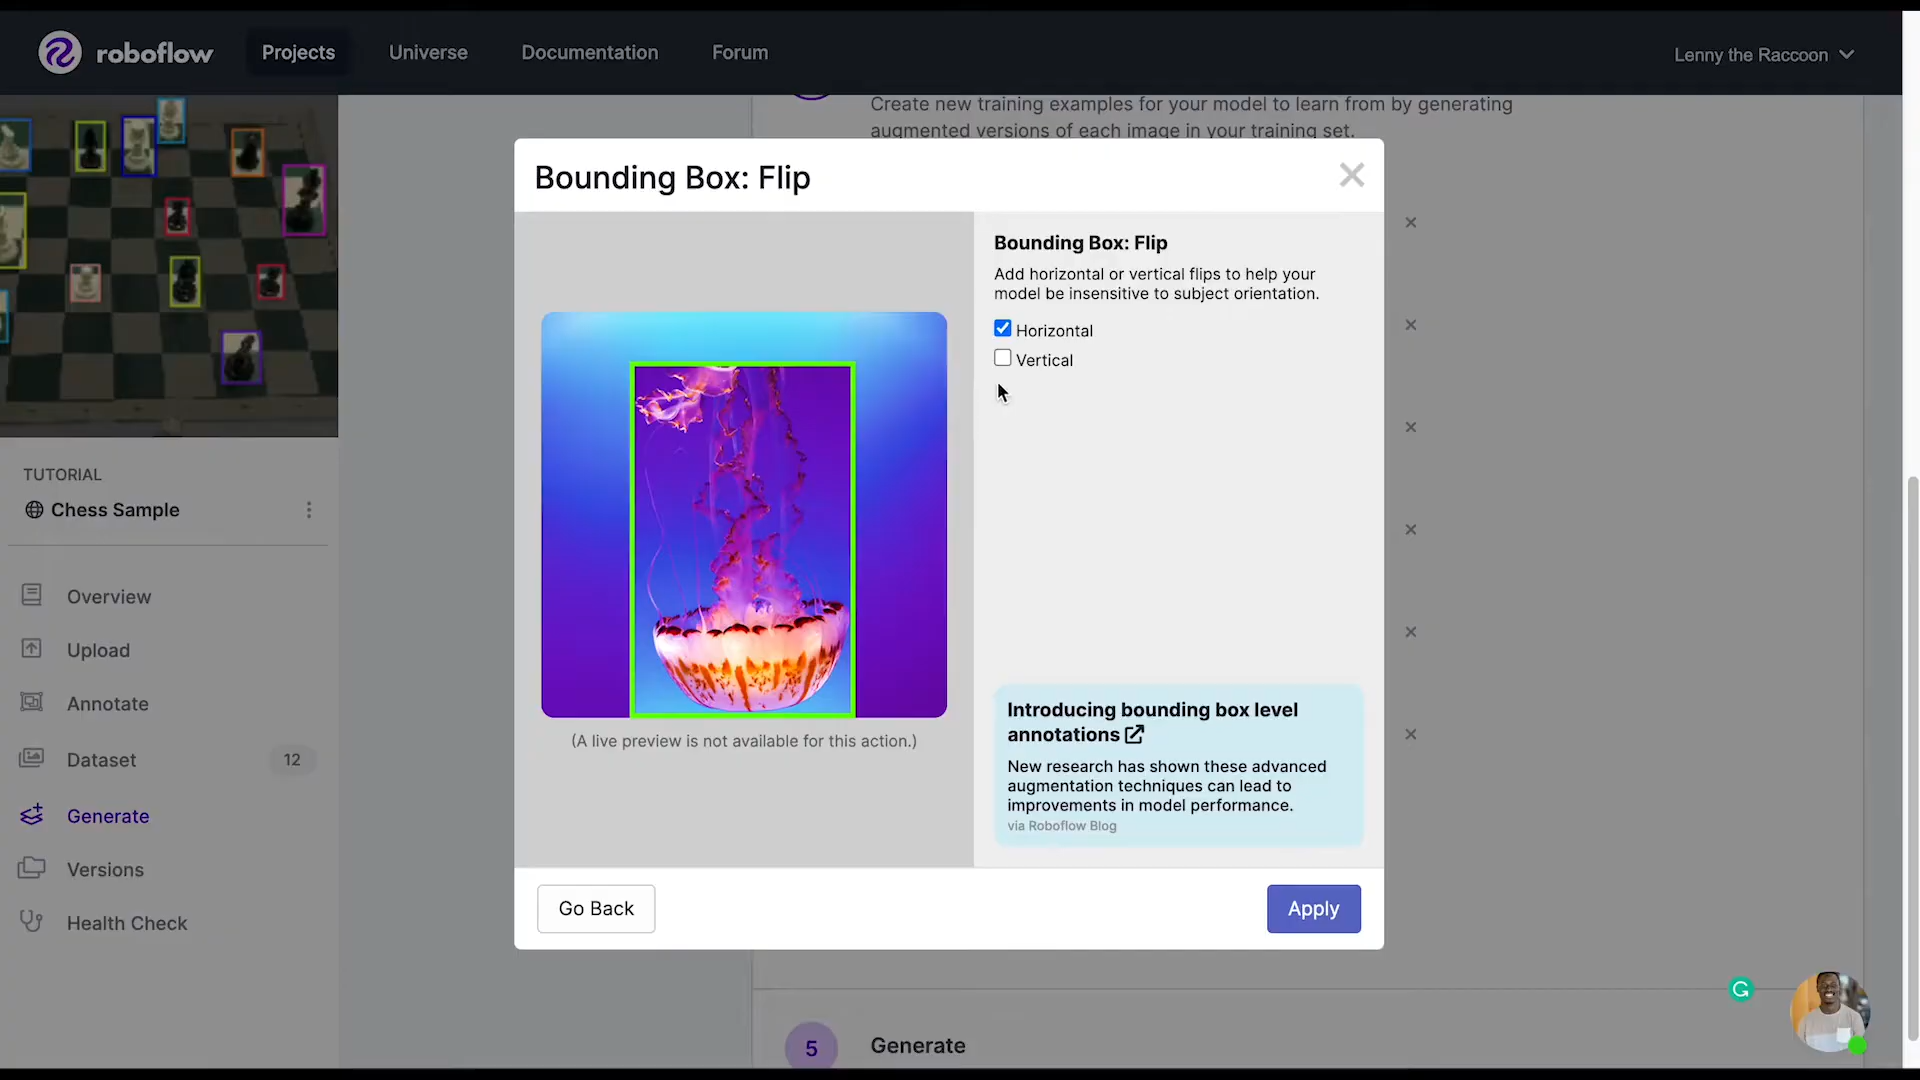 roboflow
Projects
Universe
Documentation
Forum
Lenny the Raccoon
Create new training examples for your model to learn from by generating
augmented versions of each image in your training set.
Bounding Box: Flip
Bounding Box: Flip
Add horizontal or vertical flips to help your
model be insensitive to subject orientation.
Horizontal
Vertical
(A live preview is not available for this action.)
Introducing bounding box level
annotations
New research has shown these advanced
augmentation techniques can lead to
improvements in model performance.
via Roboflow Blog
Go Back
Apply
TUTORIAL
Chess Sample
Overview
Upload
Annotate
Dataset 12
Generate
Versions
Health Check
5 Generate